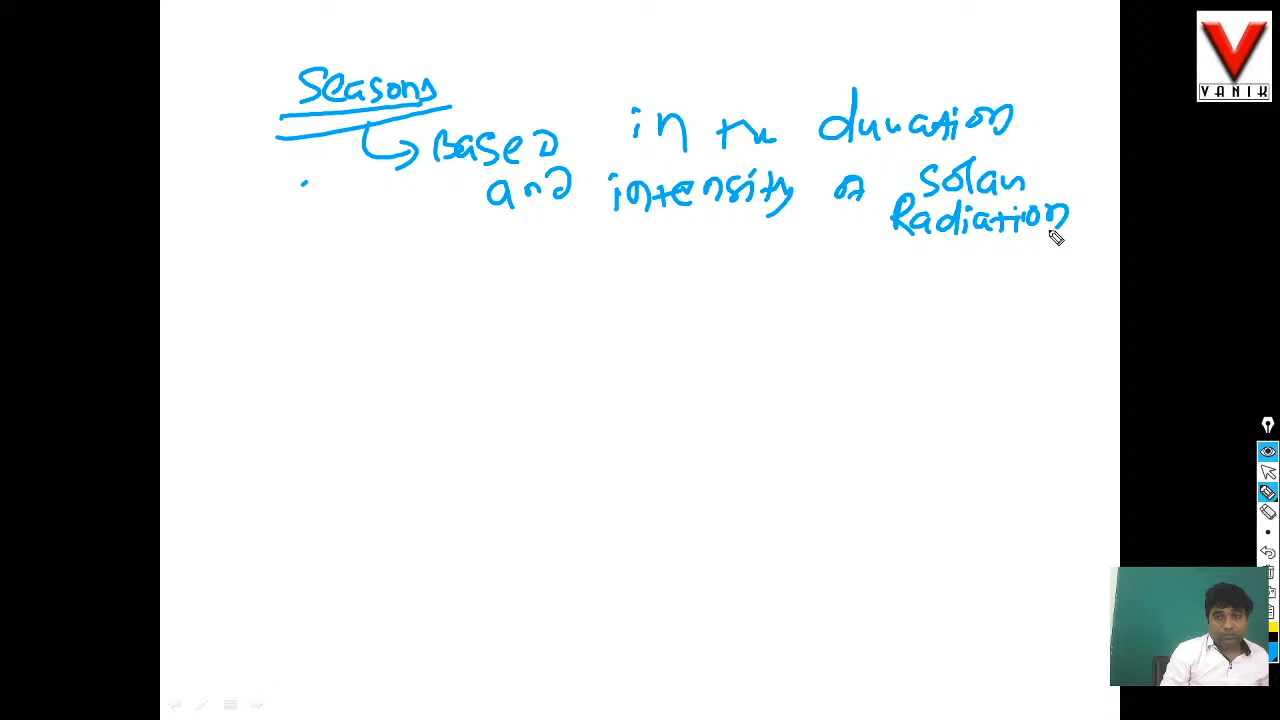 Seasons
Based in the duration
and intensity of solar
Radiation
VANIK